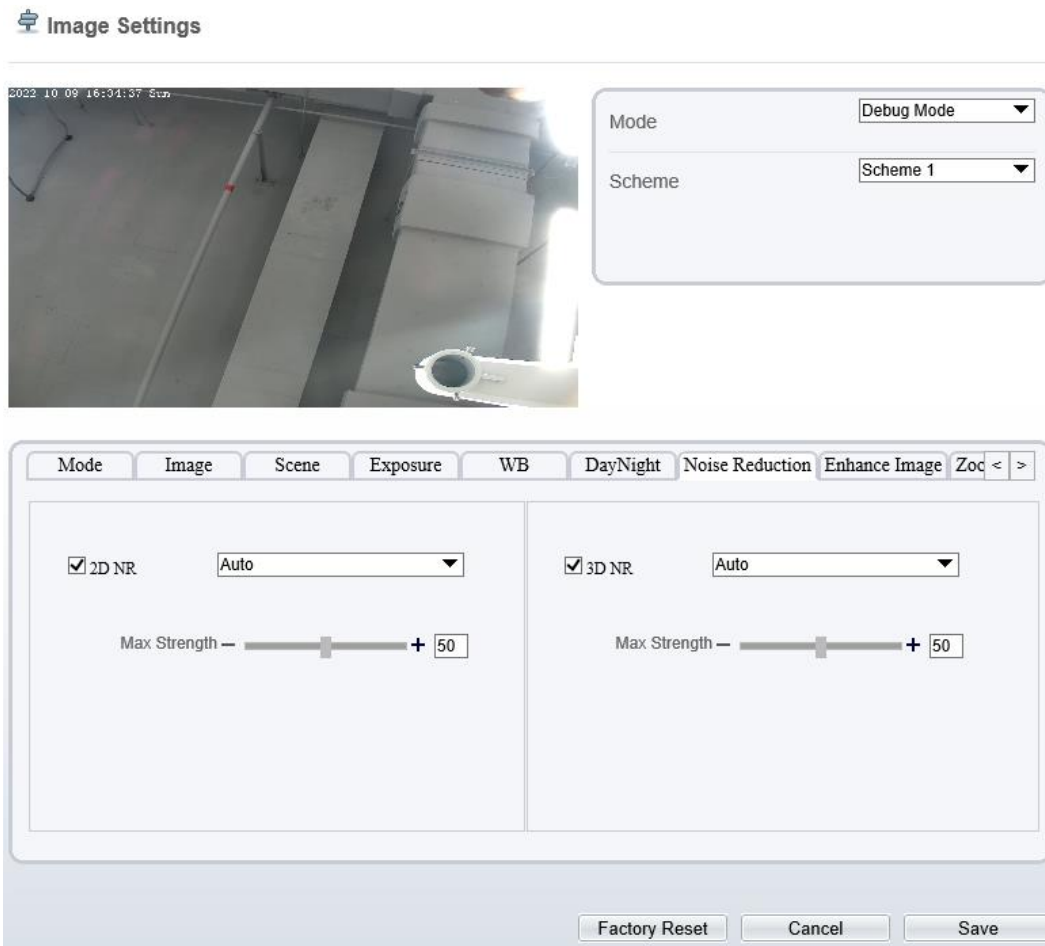 Image Settings
2022-10-09 16:34:37 Sun
Mode
Debug Mode
Scheme
Scheme 1
Mode
Image
Scene
Exposure
WB
DayNight
Noise Reduction
Enhance Image
Zoo
<
>
2D NR
Auto
Max Strength
50
3D NR
Auto
Max Strength
50
Factory Reset
Cancel
Save